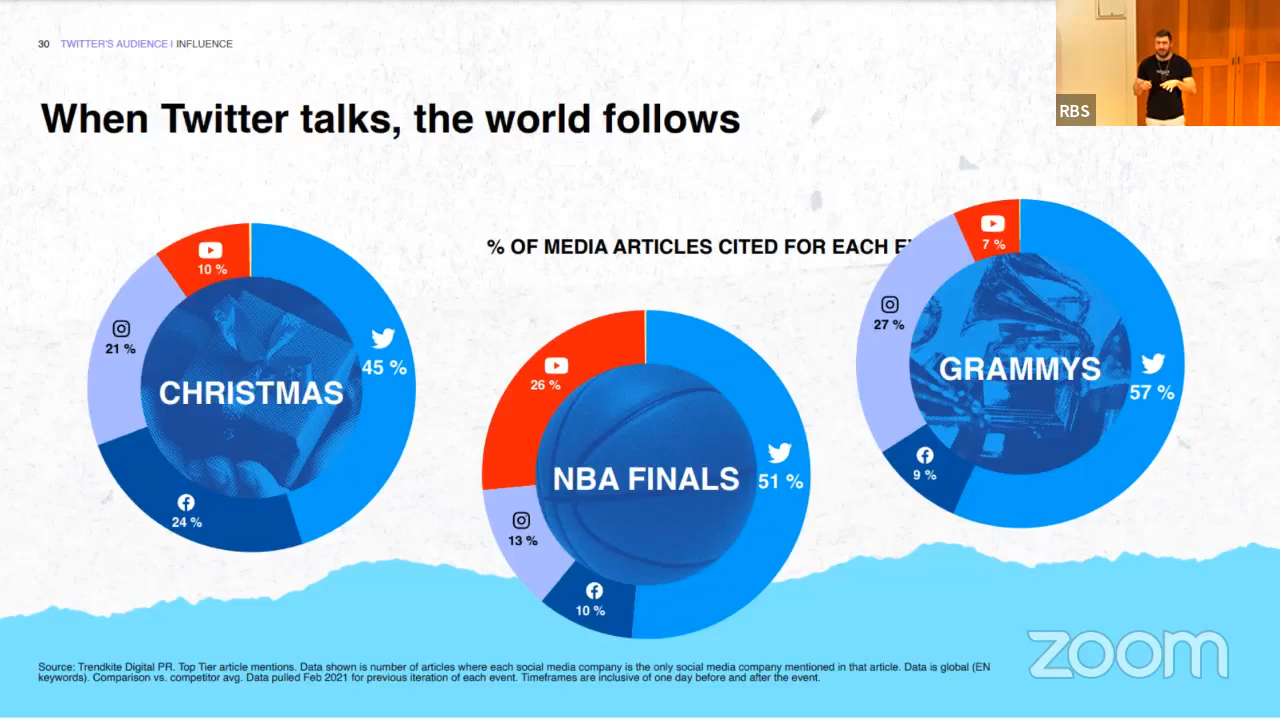 30 TWITTER'S AUDIENCE | INFLUENCE
RBS
When Twitter talks, the world follows
% OF MEDIA ARTICLES CITED FOR EACH
10 %
21 %
45 %
CHRISTMAS
24 %
26 %
NBA FINALS
51 %
13 %
10 %
7 %
27 %
GRAMMYS
57 %
9 %
Source: Trendkite Digital PR. Top Tier article mentions. Data shown is number of articles where each social media company is the only social media company mentioned in that article. Data is global (EN
keywords). Comparison vs. competitor avg. Data pulled Feb 2021 for previous iteration of each event. Timeframes are inclusive of one day before and after the event.
zoom